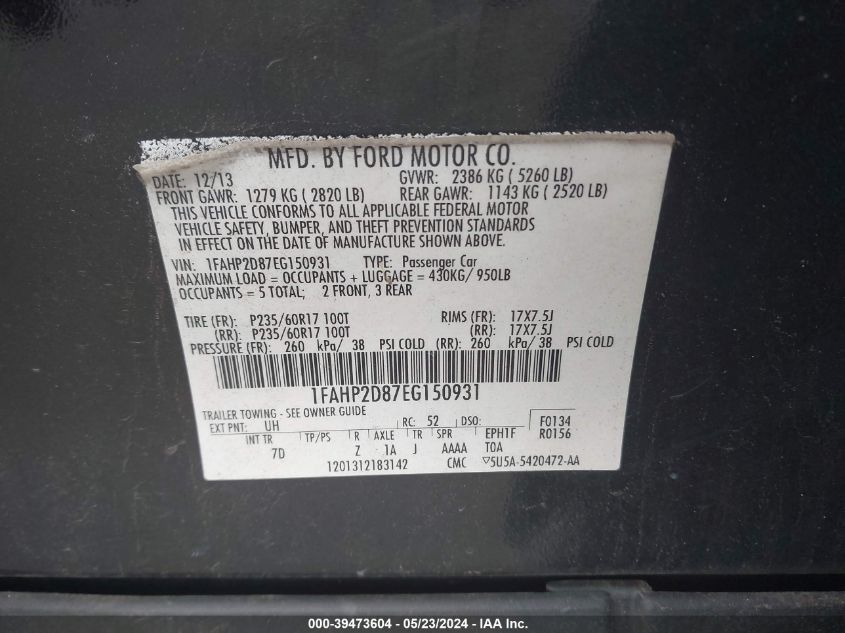 MFD. BY FORD MOTOR CO.
DATE: 12/13 GVWR: 2386 KG ( 5260 LB)
FRONT GAWR: 1279 KG ( 2820 LB) REAR GAWR: 1143 KG ( 2520 LB)
THIS VEHICLE CONFORMS TO ALL APPLICABLE FEDERAL MOTOR
VEHICLE SAFETY, BUMPER, AND THEFT PREVENTION STANDARDS
IN EFFECT ON THE DATE OF MANUFACTURE SHOWN ABOVE.
VIN: 1FAHP2D87EG150931 TYPE: Passenger Car
MAXIMUM LOAD = OCCUPANTS + LUGGAGE = 430KG/ 950LB
OCCUPANTS = 5 TOTAL; 2 FRONT, 3 REAR
TIRE (FR): P235/60R17 100T RIMS (FR): 17X7.5J
(RR): P235/60R17 100T (RR): 17X7.5J
PRESSURE (FR): 260 kPa/ 38 PSI COLD (RR): 260 kPa/ 38 PSI COLD
1FAHP2D87EG150931
TRAILER TOWING - SEE OWNER GUIDE
EXT PNT: UH RC: 52 DSO: F0134
INT TR TP/PS R AXLE TR SPR EPH1F R0156
7D Z 1A J AAAA TOA
1201312183142 CMC ▽5U5A-5420472-AA
000-39473604 - 05/23/2024 - IAA Inc.